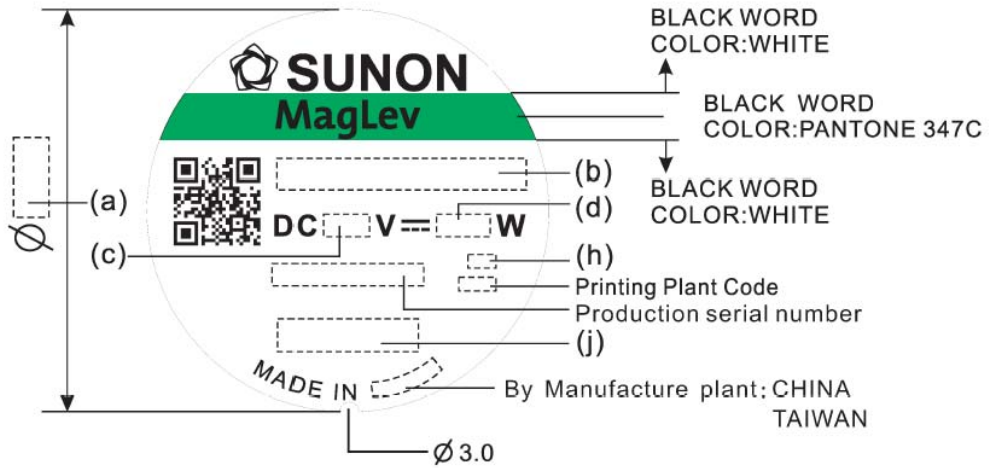 BLACK WORD
COLOR:WHITE
SUNON
MagLev
BLACK WORD
COLOR:PANTONE 347C
(a)
(b)
BLACK WORD
COLOR:WHITE
DC V⎓ W
(d)
(c)
(h)
Printing Plant Code
Production serial number
(j)
MADE IN
By Manufacture plant: CHINA
TAIWAN
Ø
Ø 3.0